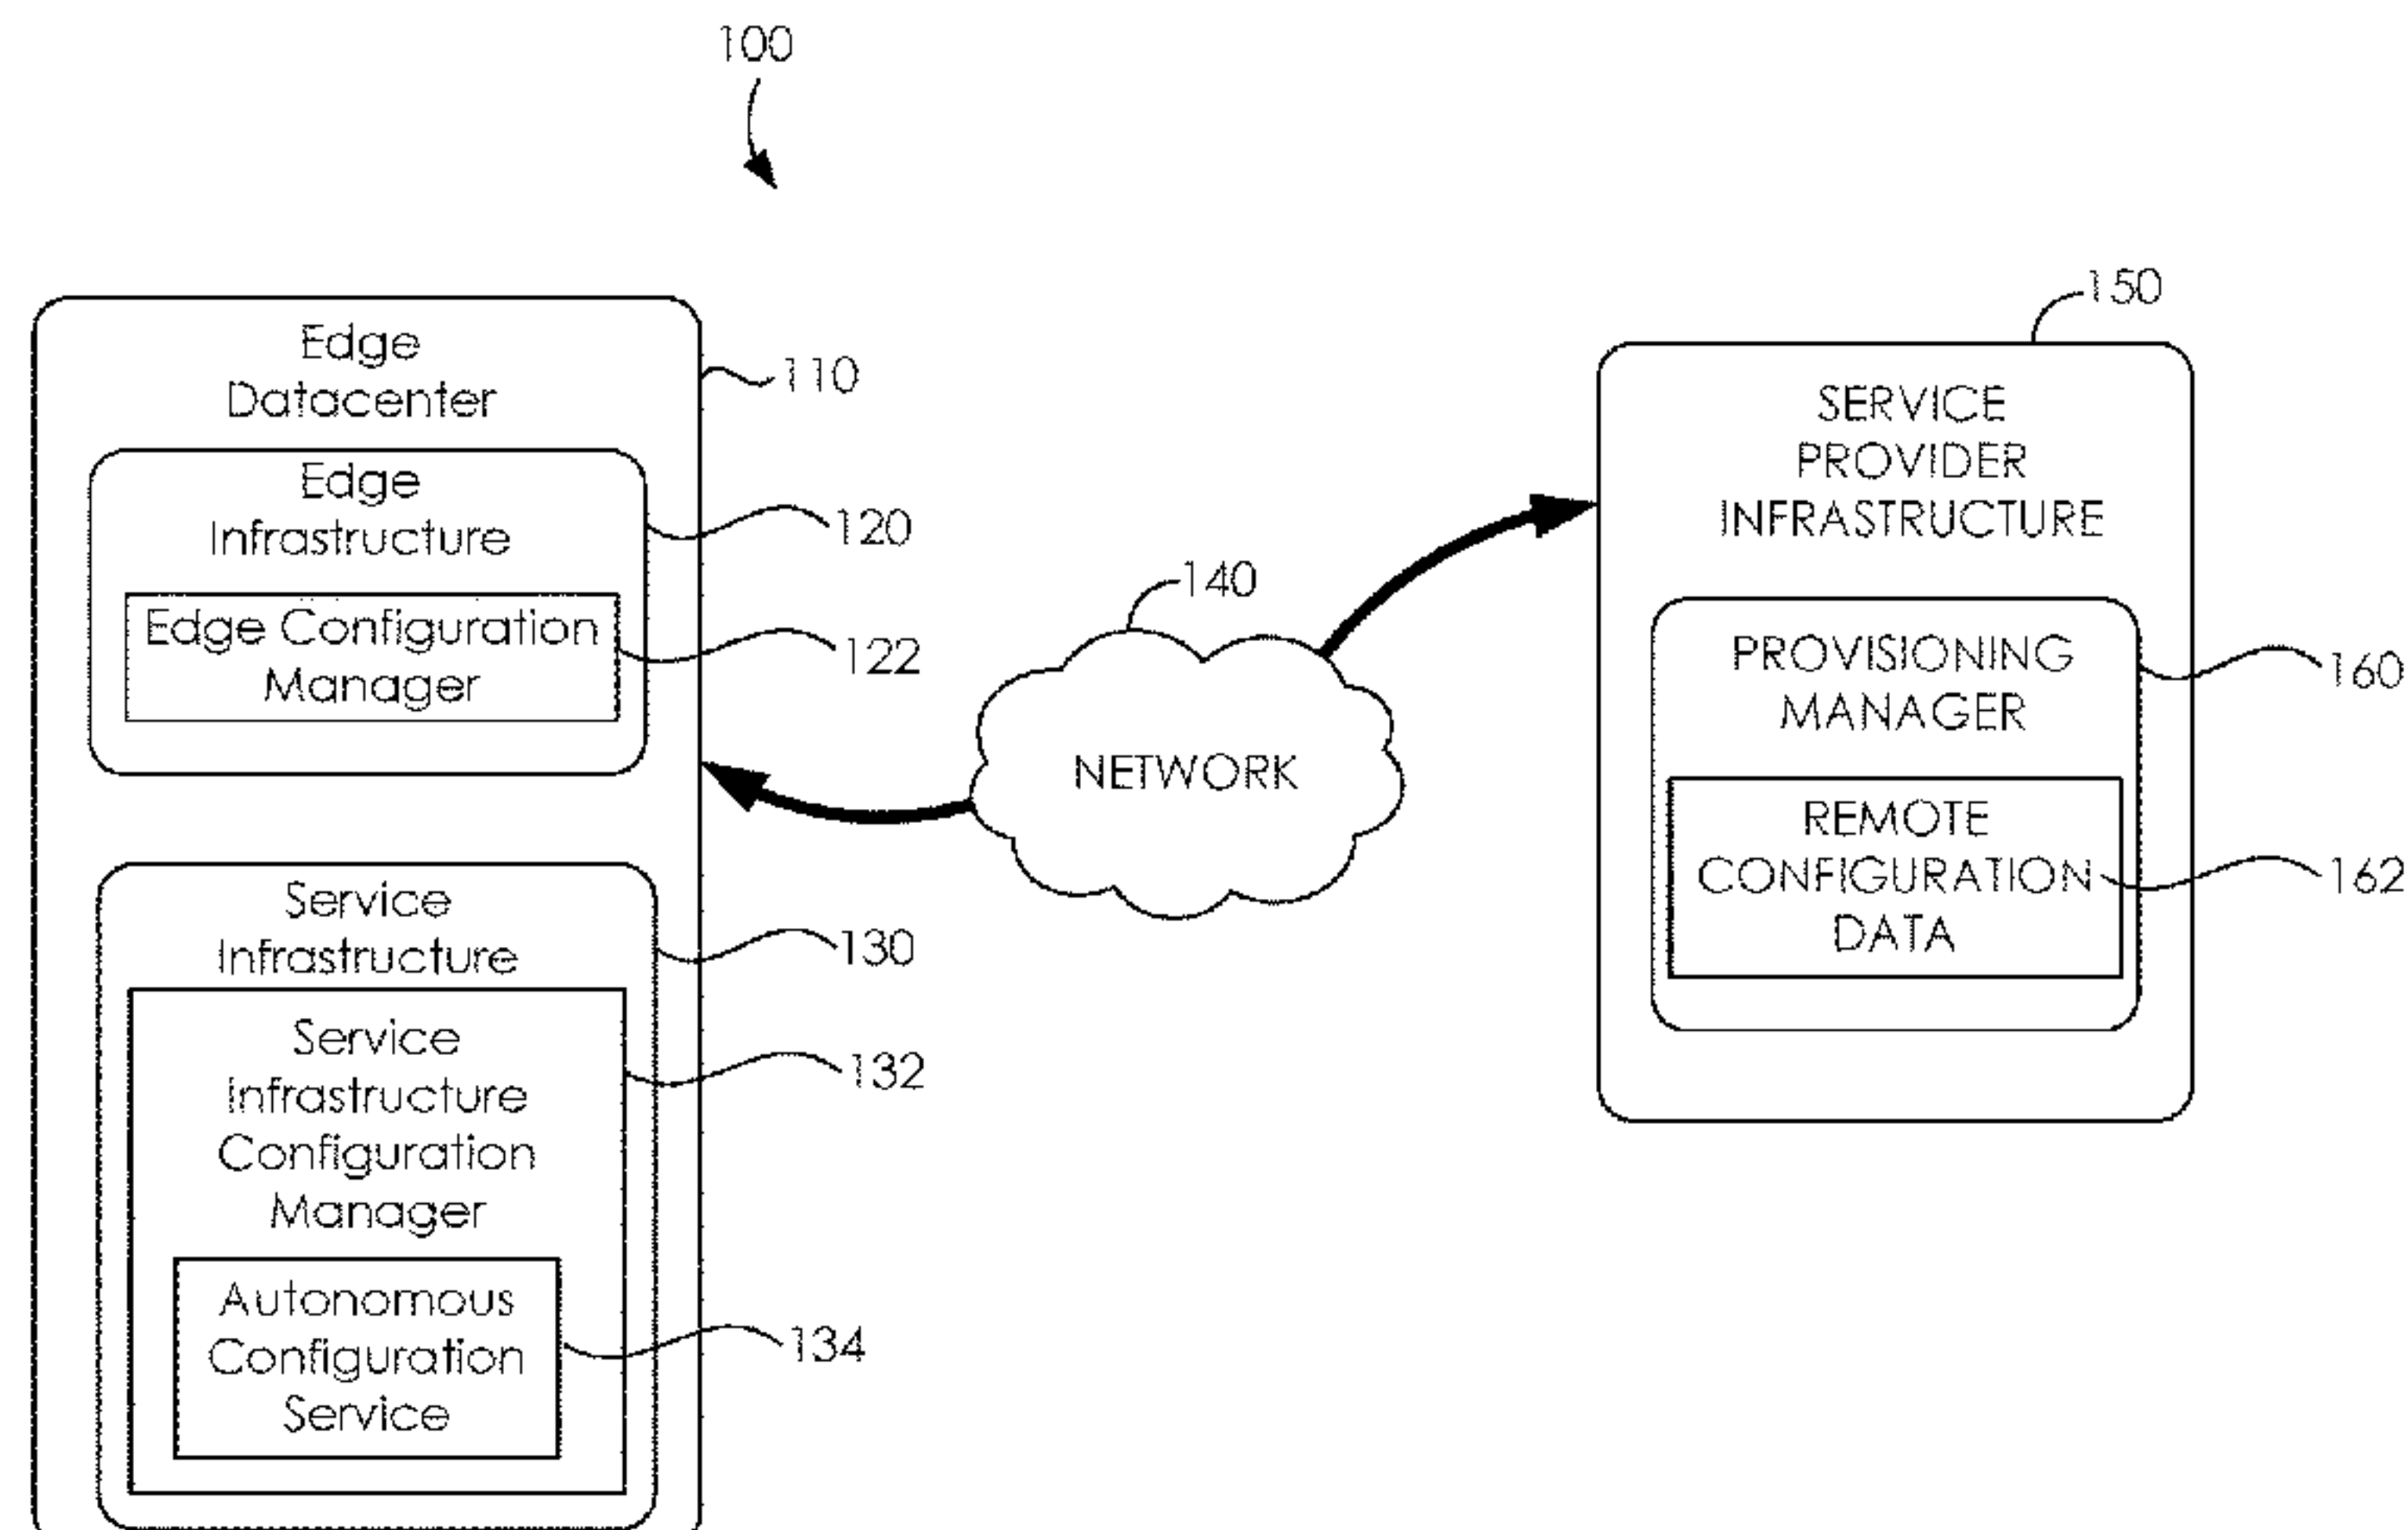 100
Edge
Datacenter
110
Edge
Infrastructure
120
Edge Configuration
Manager
122
Service
Infrastructure
130
Service
Infrastructure
Configuration
Manager
132
Autonomous
Configuration
Service
134
140
NETWORK
150
SERVICE
PROVIDER
INFRASTRUCTURE
PROVISIONING
MANAGER
160
REMOTE
CONFIGURATION
DATA
162